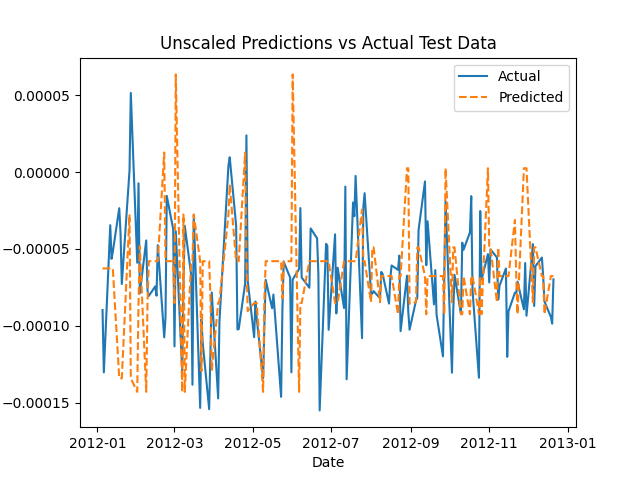 Unscaled Predictions vs Actual Test Data
Actual
Predicted
0.00005
0.00000
−0.00005
−0.00010
−0.00015
2012-01 2012-03 2012-05 2012-07 2012-09 2012-11 2013-01
Date